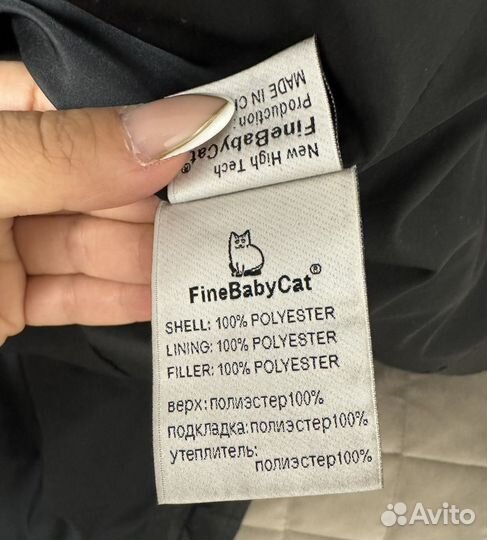 New High Tech
FineBabyCat®
Production:
MADE IN
FineBabyCat®
SHELL: 100% POLYESTER
LINING: 100% POLYESTER
FILLER: 100% POLYESTER
верх:полиэстер100%
подкладка:полиэстер100%
утеплитель:
полиэстер100%
Avito